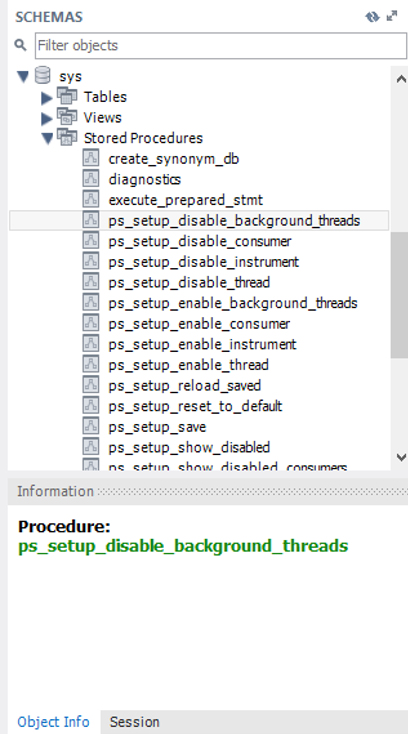 SCHEMAS
Filter objects
sys
Tables
Views
Stored Procedures
create_synonym_db
diagnostics
execute_prepared_stmt
ps_setup_disable_background_threads
ps_setup_disable_consumer
ps_setup_disable_instrument
ps_setup_disable_thread
ps_setup_enable_background_threads
ps_setup_enable_consumer
ps_setup_enable_instrument
ps_setup_enable_thread
ps_setup_reload_saved
ps_setup_reset_to_default
ps_setup_save
ps_setup_show_disabled
ps_setup_show_disabled_consumers
Information
Procedure:
ps_setup_disable_background_threads
Object Info Session